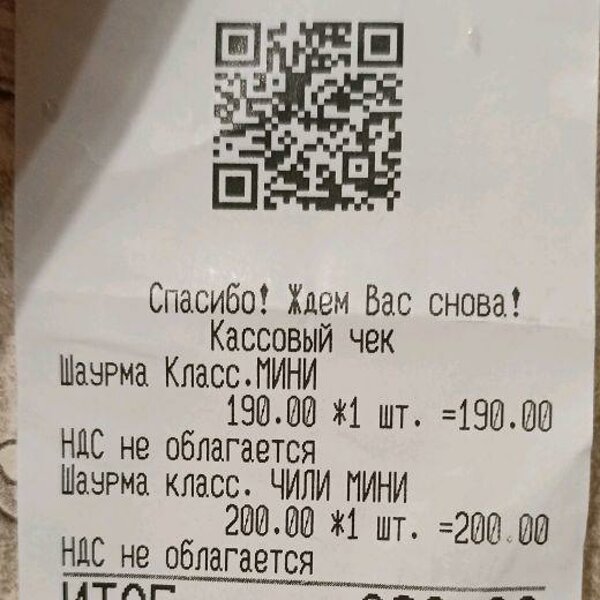 Спасибо! Ждем Вас снова!
Кассовый чек
Шаурма Класс.МИНИ
190.00 *1 шт. =190.00
НДС не облагается
Шаурма класс. ЧИЛИ МИНИ
200.00 *1 шт. =200.00
НДС не облагается
ИТОГ